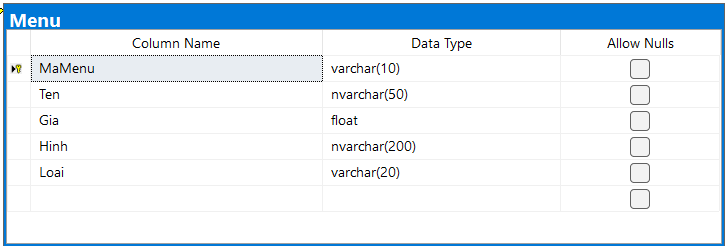 Menu
Column Name Data Type Allow Nulls
MaMenu varchar(10)
Ten nvarchar(50)
Gia float
Hinh nvarchar(200)
Loai varchar(20)